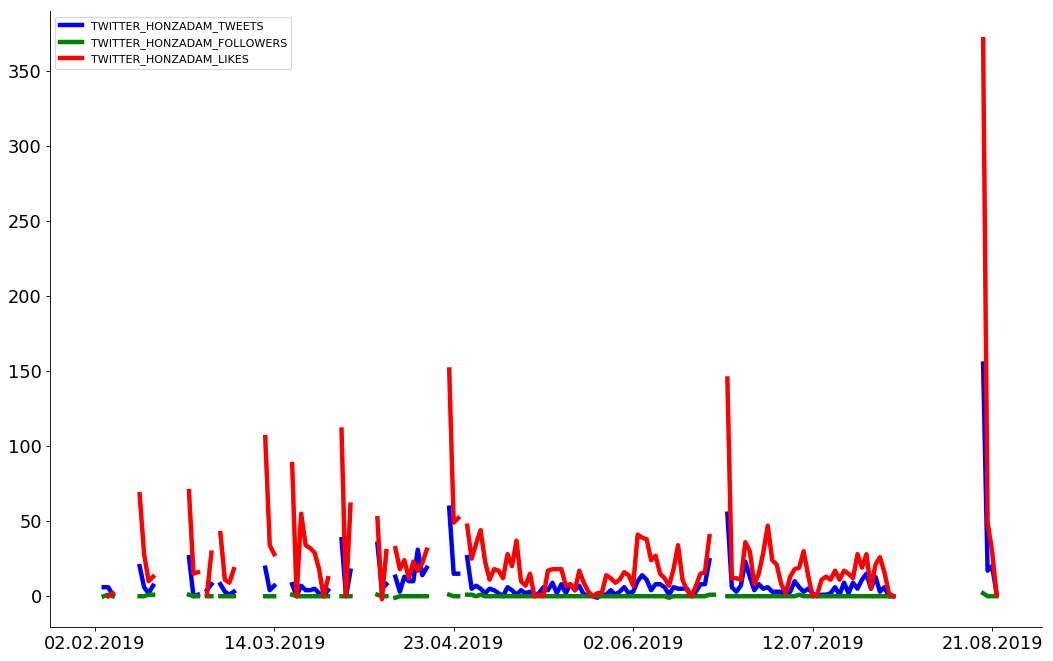 TWITTER_HONZADAM_TWEETS
TWITTER_HONZADAM_FOLLOWERS
TWITTER_HONZADAM_LIKES
350
300
250
200
150
100
50
0
02.02.2019 14.03.2019 23.04.2019 02.06.2019 12.07.2019 21.08.2019